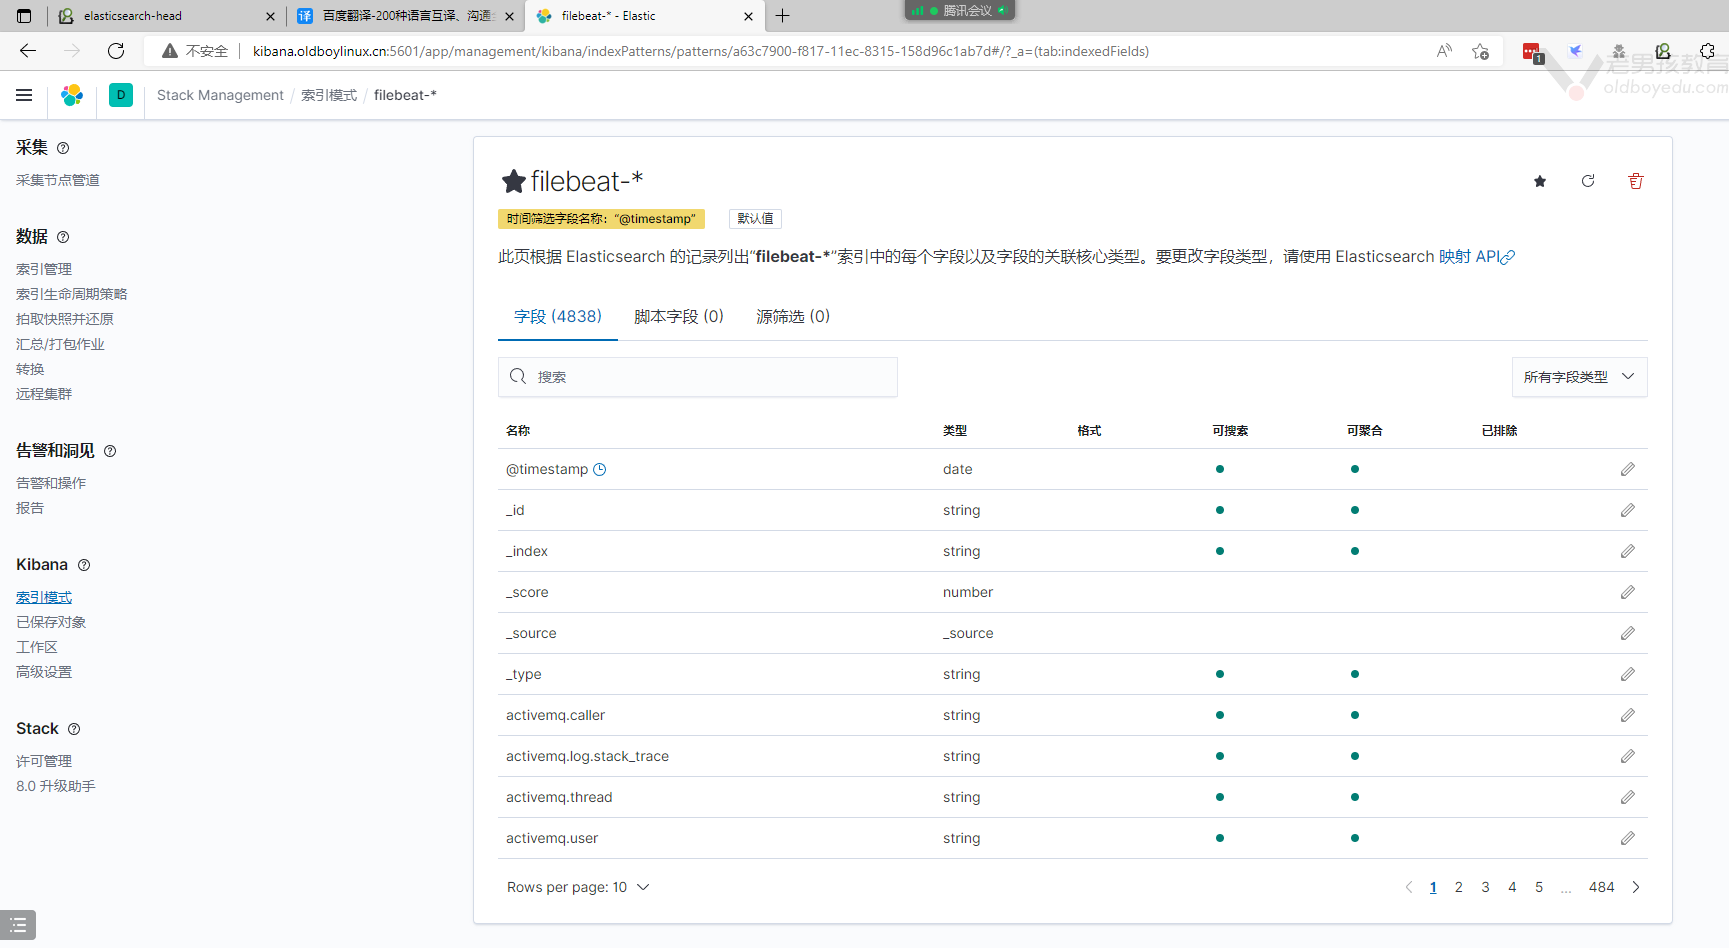 elasticsearch-head
百度翻译-200种语言互译、沟通全
filebeat-* - Elastic
腾讯会议
不安全
kibana.oldboylinux.cn:5601/app/management/kibana/indexPatterns/patterns/a63c7900-f817-11ec-8315-158d96c1ab7d#/?_a=(tab:indexedFields)
1
老男孩教育
oldboyedu.com
D
Stack Management / 索引模式 / filebeat-*
采集
采集节点管道
数据
索引管理
索引生命周期策略
拍取快照并还原
汇总/打包作业
转换
远程集群
告警和洞见
告警和操作
报告
Kibana
索引模式
已保存对象
工作区
高级设置
Stack
许可管理
8.0 升级助手
filebeat-*
时间筛选字段名称：“@timestamp” 默认值
此页根据 Elasticsearch 的记录列出“filebeat-*”索引中的每个字段以及字段的关联核心类型。要更改字段类型，请使用 Elasticsearch 映射 API
字段 (4838) 脚本字段 (0) 源筛选 (0)
搜索
所有字段类型
名称 类型 格式 可搜索 可聚合 已排除
@timestamp date
_id string
_index string
_score number
_source _source
_type string
activemq.caller string
activemq.log.stack_trace string
activemq.thread string
activemq.user string
Rows per page: 10
1 2 3 4 5 ... 484